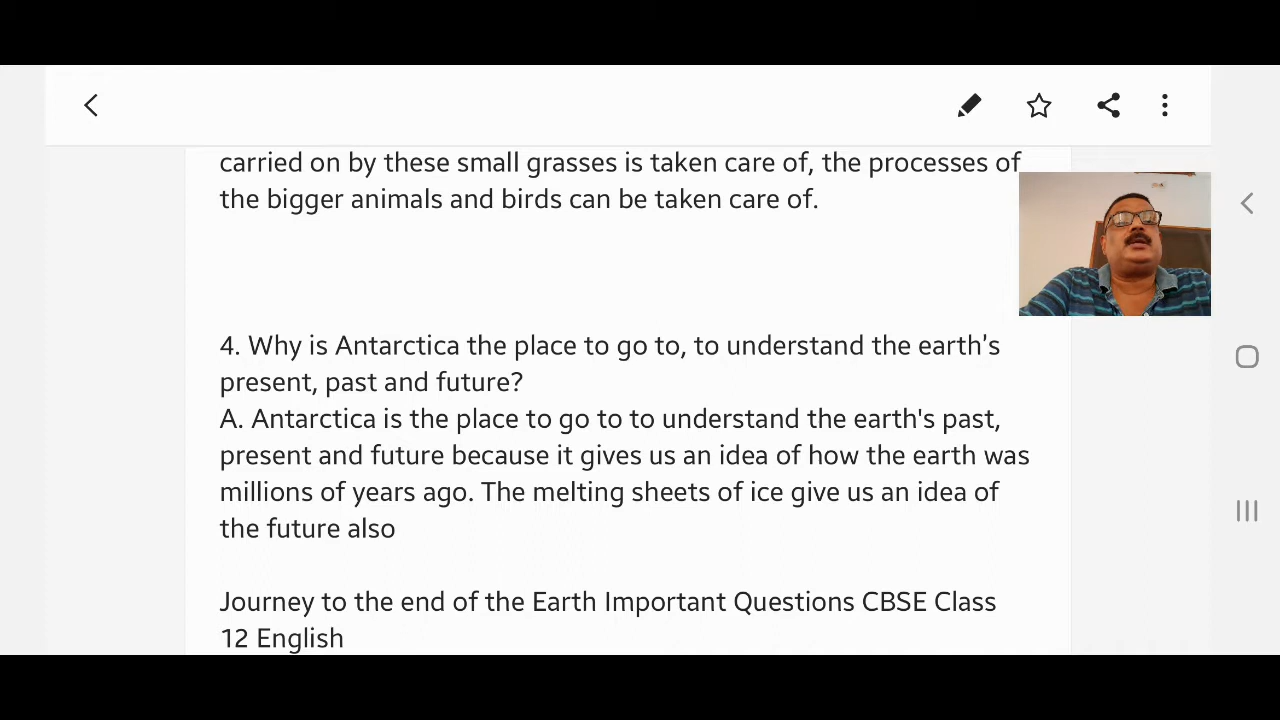 carried on by these small grasses is taken care of, the processes of
the bigger animals and birds can be taken care of.
4. Why is Antarctica the place to go to, to understand the earth's
present, past and future?
A. Antarctica is the place to go to to understand the earth's past,
present and future because it gives us an idea of how the earth was
millions of years ago. The melting sheets of ice give us an idea of
the future also
Journey to the end of the Earth Important Questions CBSE Class
12 English